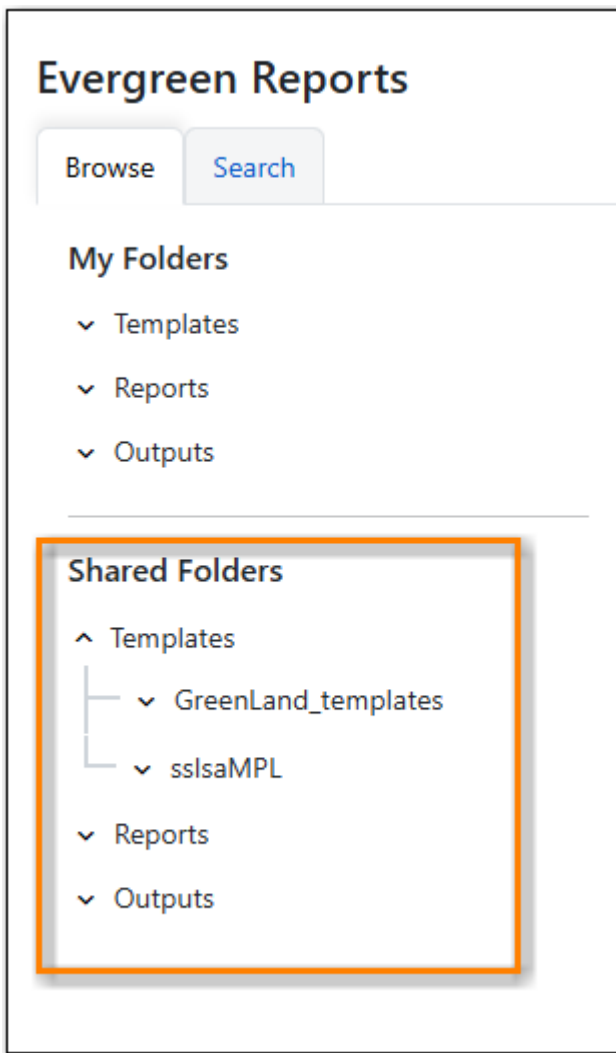 Evergreen Reports
Browse
Search
My Folders
Templates
Reports
Outputs
Shared Folders
Templates
GreenLand_templates
sslsaMPL
Reports
Outputs